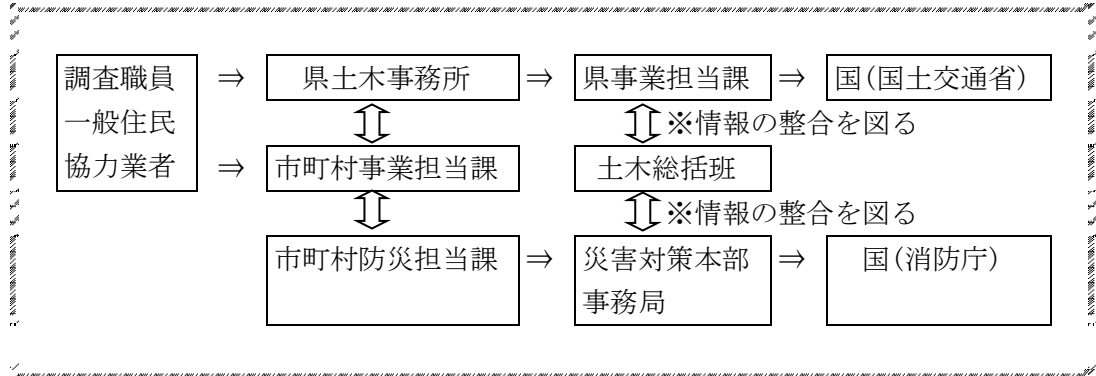 調査職員 ⇒ 県土木事務所 ⇒ 県事業担当課 ⇒ 国(国土交通省)
一般住民 ⇕ ⇕ ※情報の整合を図る
協力業者 ⇒ 市町村事業担当課 土木総括班
⇕ ⇕ ※情報の整合を図る
市町村防災担当課 ⇒ 災害対策本部 ⇒ 国(消防庁)
事務局